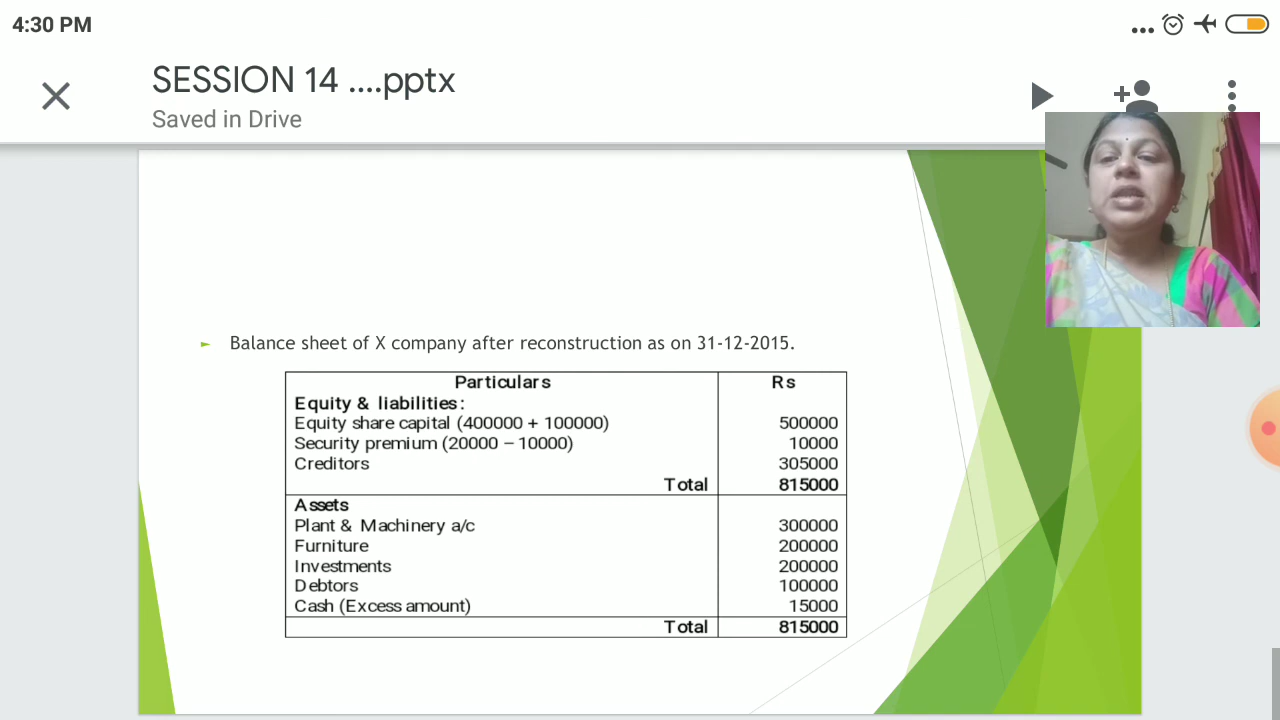 4:30 PM
SESSION 14 ....pptx
Saved in Drive
Balance sheet of X company after reconstruction as on 31-12-2015.
Particulars Rs
Equity & liabilities:
Equity share capital (400000 + 100000) 500000
Security premium (20000 – 10000) 10000
Creditors 305000
Total 815000
Assets
Plant & Machinery a/c 300000
Furniture 200000
Investments 200000
Debtors 100000
Cash (Excess amount) 15000
Total 815000